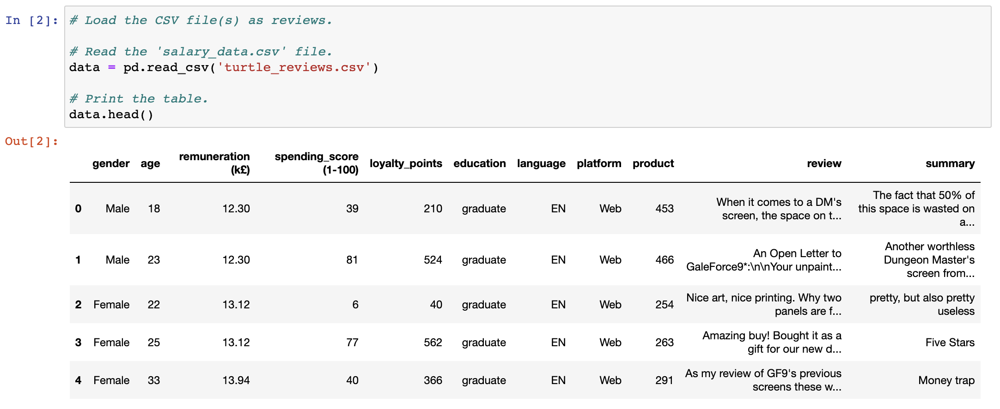 In [2]: # Load the CSV file(s) as reviews.
# Read the 'salary_data.csv' file.
data = pd.read_csv('turtle_reviews.csv')
# Print the table.
data.head()
Out[2]:
gender age remuneration (k£) spending_score (1-100) loyalty_points education language platform product review summary
0 Male 18 12.30 39 210 graduate EN Web 453 When it comes to a DM's screen, the space on t... The fact that 50% of this space is wasted on a...
1 Male 23 12.30 81 524 graduate EN Web 466 An Open Letter to GaleForce9*:\n\nYour unpaint... Another worthless Dungeon Master's screen from...
2 Female 22 13.12 6 40 graduate EN Web 254 Nice art, nice printing. Why two panels are f... pretty, but also pretty useless
3 Female 25 13.12 77 562 graduate EN Web 263 Amazing buy! Bought it as a gift for our new d... Five Stars
4 Female 33 13.94 40 366 graduate EN Web 291 As my review of GF9's previous screens these w... Money trap